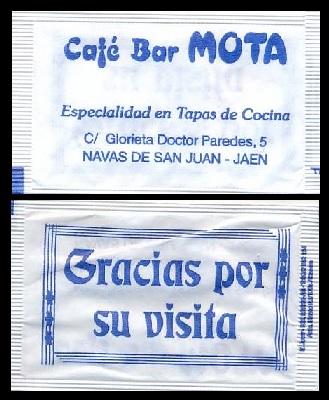 Café Bar MOTA
Especialidad en Tapas de Cocina
C/ Glorieta Doctor Paredes, 5
NAVAS DE SAN JUAN - JAEN
Gracias por
su visita